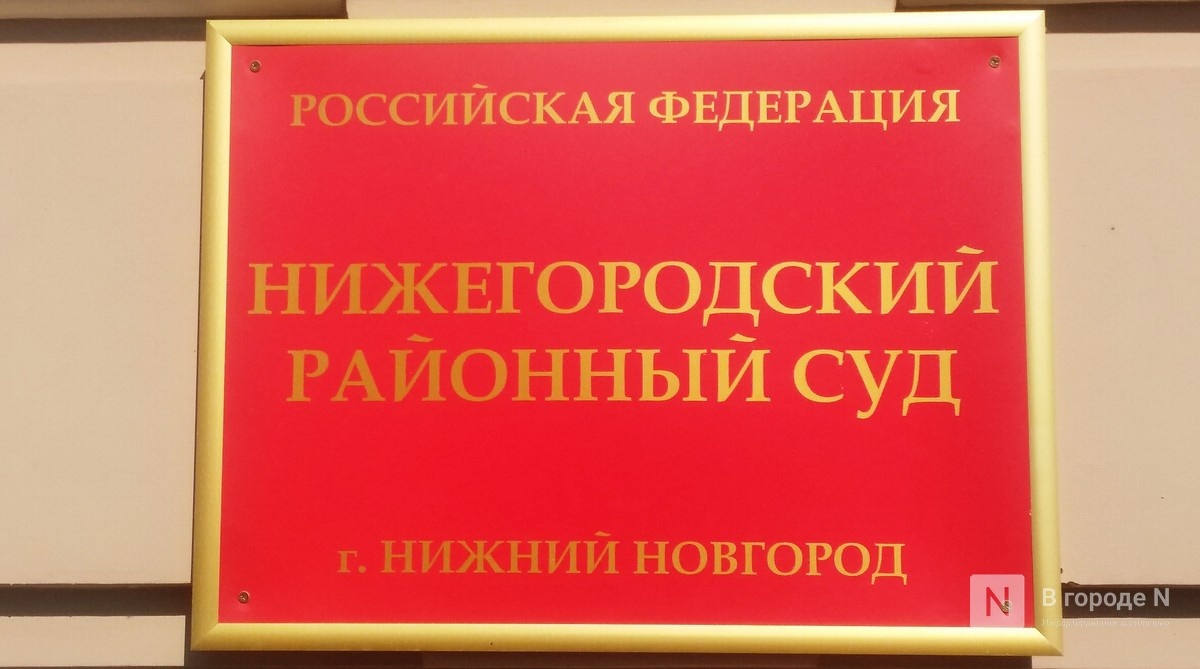 РОССИЙСКАЯ ФЕДЕРАЦИЯ
НИЖЕГОРОДСКИЙ
РАЙОННЫЙ СУД
г. НИЖНИЙ НОВГОРОД
N В городе N